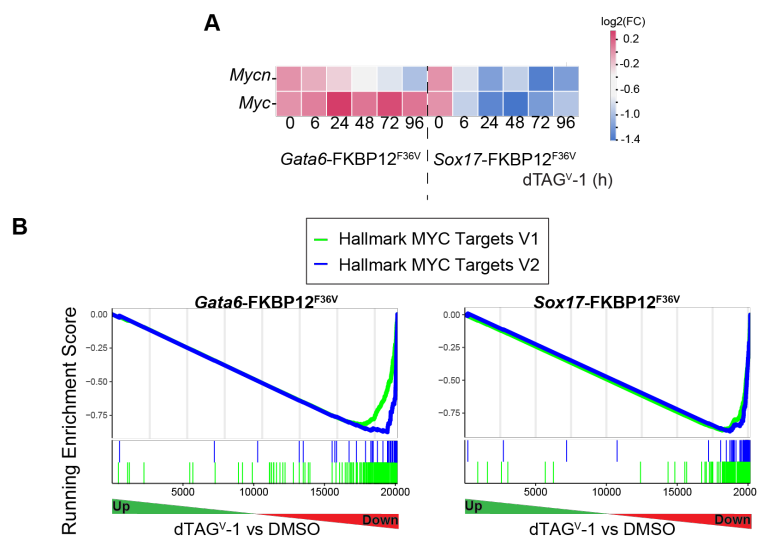 A
log2(FC)
Mycn
Myc
0.2
-0.2
-0.6
-1.0
-1.4
0 6 24 48 72 96 0 6 24 48 72 96
Gata6-FKBP12F36V Sox17-FKBP12F36V
dTAGV-1 (h)
B
Hallmark MYC Targets V1
Hallmark MYC Targets V2
Gata6-FKBP12F36V Sox17-FKBP12F36V
Running Enrichment Score
0.00
−0.25
−0.50
−0.75
0.00
−0.25
−0.50
−0.75
5000 10000 15000 20000
5000 10000 15000 2000
Up Down
Up Down
dTAGV-1 vs DMSO dTAGV-1 vs DMSO